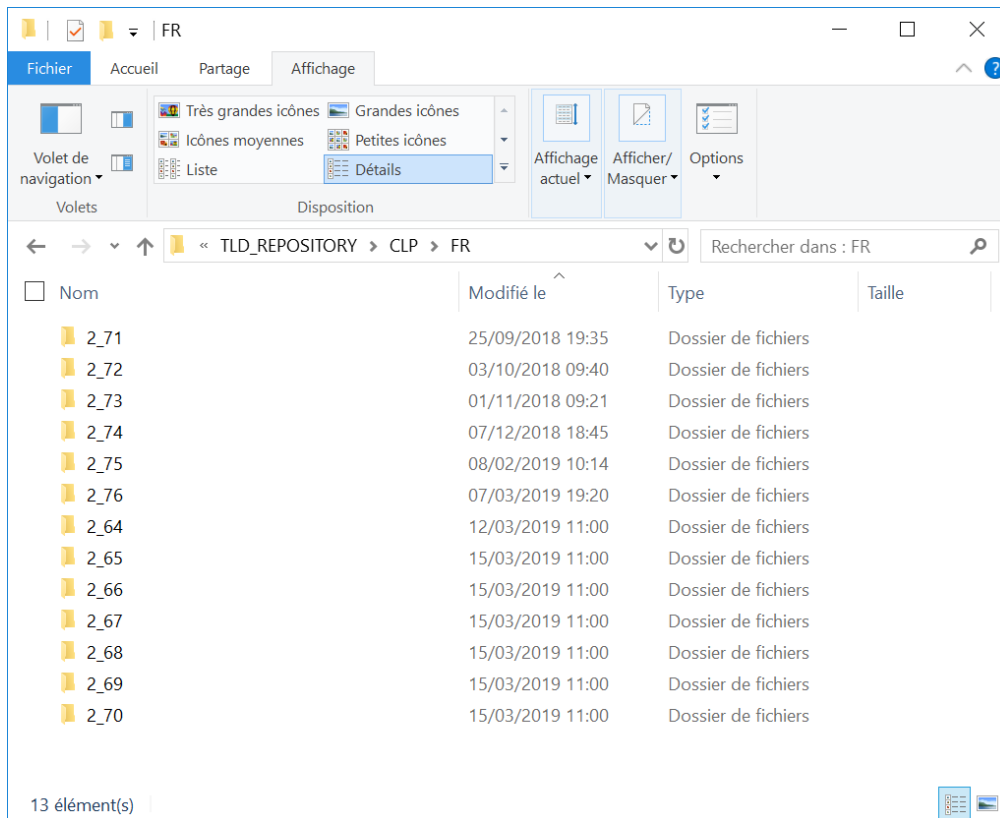 FR
Fichier Accueil Partage Affichage ?
Très grandes icônes Grandes icônes
Icônes moyennes Petites icônes
Liste Détails
Volet de navigation
Affichage actuel
Afficher/ Masquer
Options
Volets Disposition
« TLD_REPOSITORY > CLP > FR
Rechercher dans : FR
Nom Modifié le Type Taille
2_71 25/09/2018 19:35 Dossier de fichiers
2_72 03/10/2018 09:40 Dossier de fichiers
2_73 01/11/2018 09:21 Dossier de fichiers
2_74 07/12/2018 18:45 Dossier de fichiers
2_75 08/02/2019 10:14 Dossier de fichiers
2_76 07/03/2019 19:20 Dossier de fichiers
2_64 12/03/2019 11:00 Dossier de fichiers
2_65 15/03/2019 11:00 Dossier de fichiers
2_66 15/03/2019 11:00 Dossier de fichiers
2_67 15/03/2019 11:00 Dossier de fichiers
2_68 15/03/2019 11:00 Dossier de fichiers
2_69 15/03/2019 11:00 Dossier de fichiers
2_70 15/03/2019 11:00 Dossier de fichiers
13 élément(s)